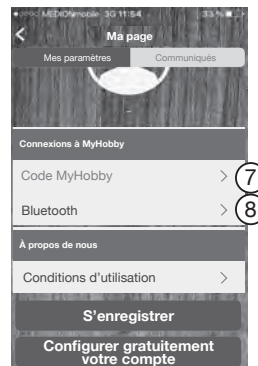 MEDIONmobile 3G 11:54 33 %
Ma page
Mes paramètres Communiqués
Connexions à MyHobby
Code MyHobby 7
Bluetooth 8
À propos de nous
Conditions d'utilisation
S'enregistrer
Configurer gratuitement
votre compte